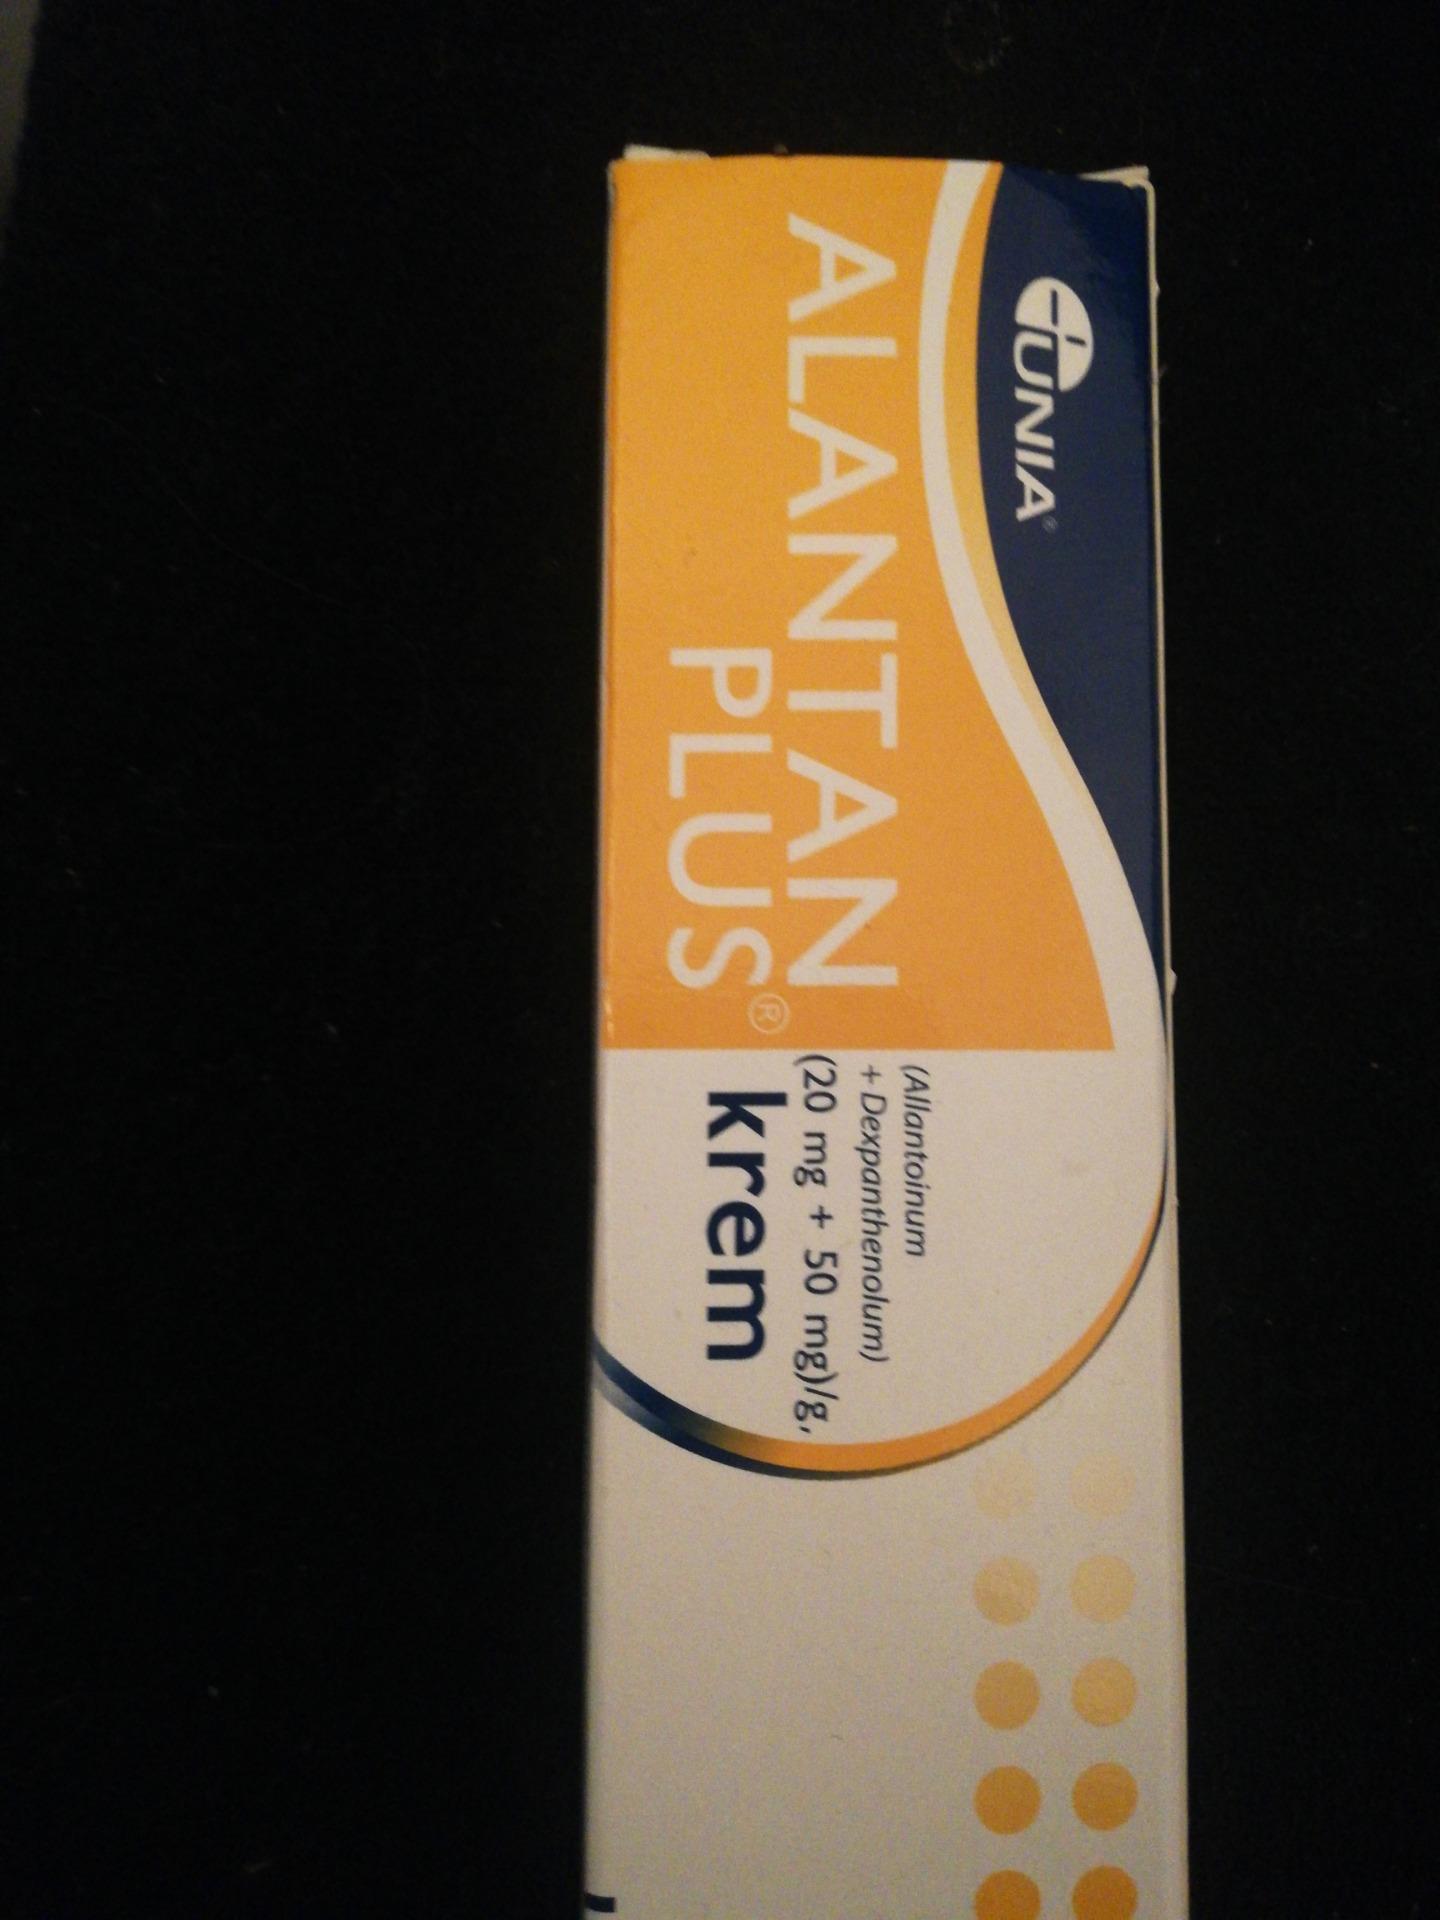 UNIA®
ALANTAN
PLUS®
(Allantoinum
+ Dexpanthenolum)
(20 mg + 50 mg)/g,
krem